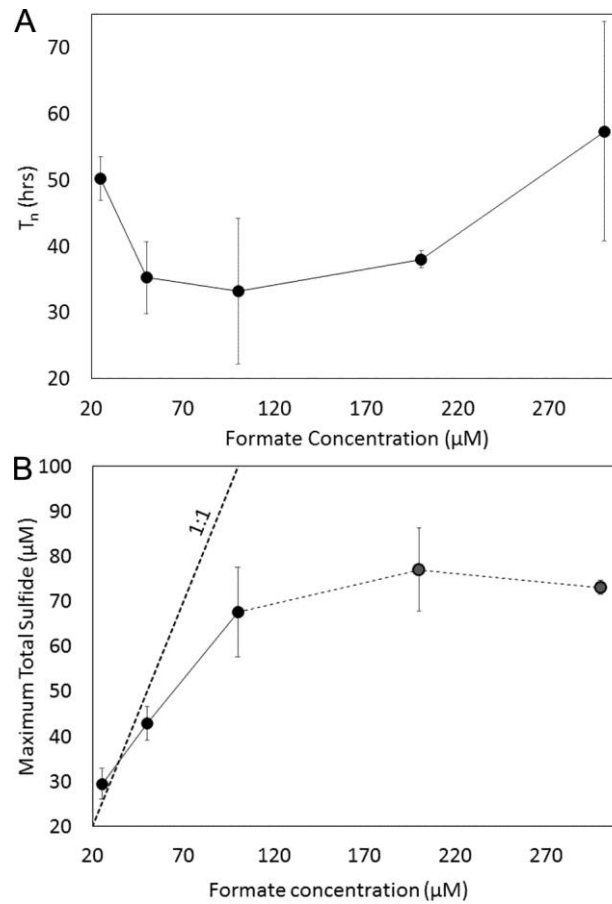 A
70
60
50
40
30
20
Tn (hrs)
20 70 120 170 220 270
Formate Concentration (µM)
B
100
90
80
70
60
50
40
30
20
Maximum Total Sulfide (µM)
1:1
20 70 120 170 220 270
Formate concentration (µM)